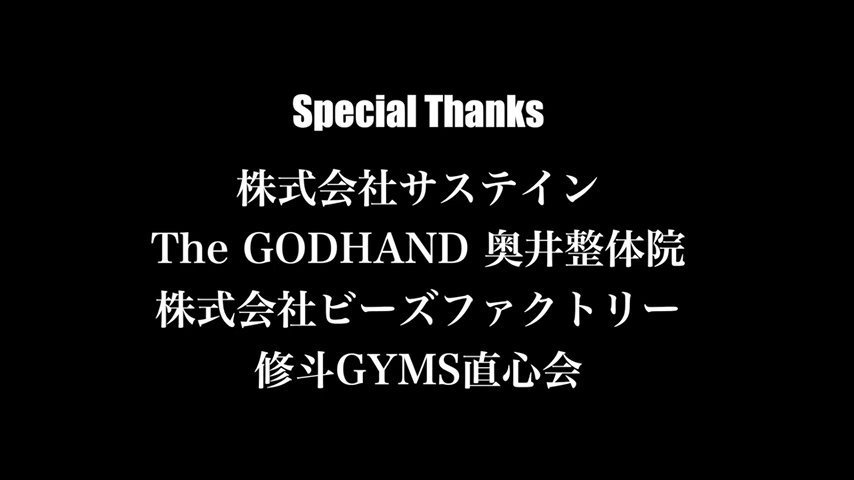 Special Thanks
株式会社サステイン
The GODHAND 奥井整体院
株式会社ビーズファクトリー
修斗GYMS直心会